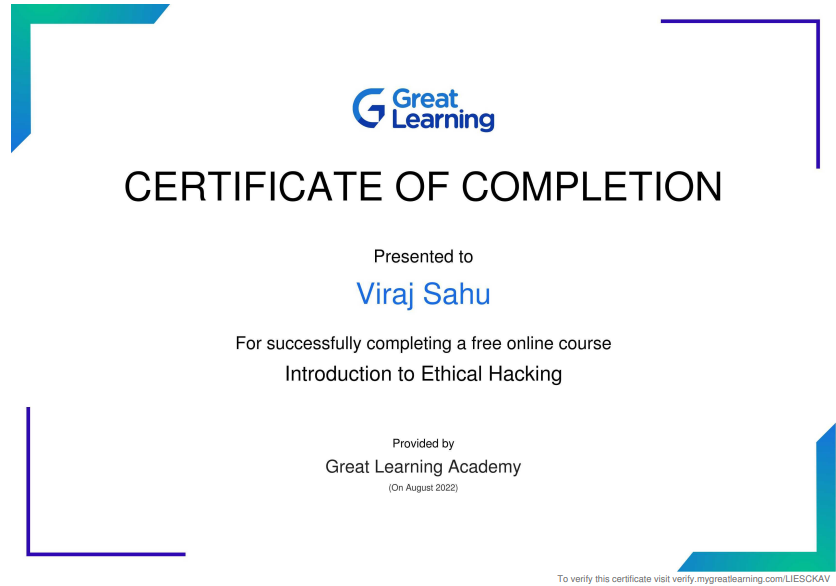 Great
Learning
CERTIFICATE OF COMPLETION
Presented to
Viraj Sahu
For successfully completing a free online course
Introduction to Ethical Hacking
Provided by
Great Learning Academy
(On August 2022)
To verify this certificate visit verify.mygreatlearning.com/LIESCKAV